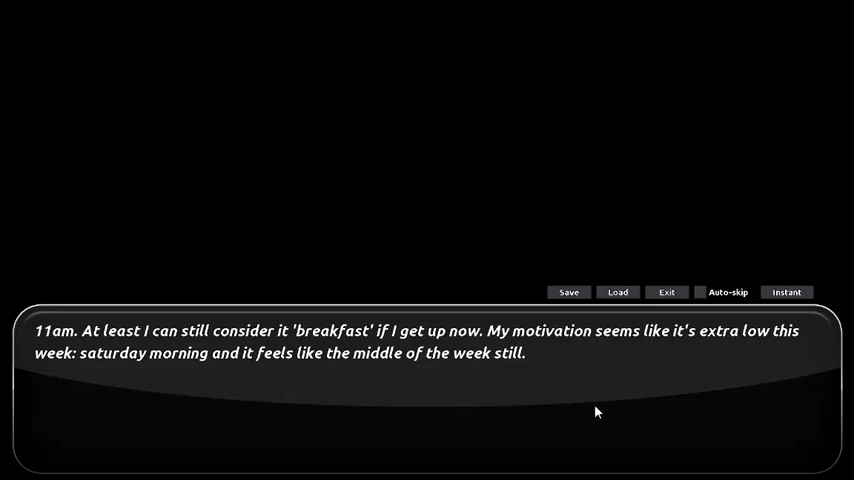 Save Load Exit Auto-skip Instant
11am. At least I can still consider it 'breakfast' if I get up now. My motivation seems like it's extra low this
week: saturday morning and it feels like the middle of the week still.